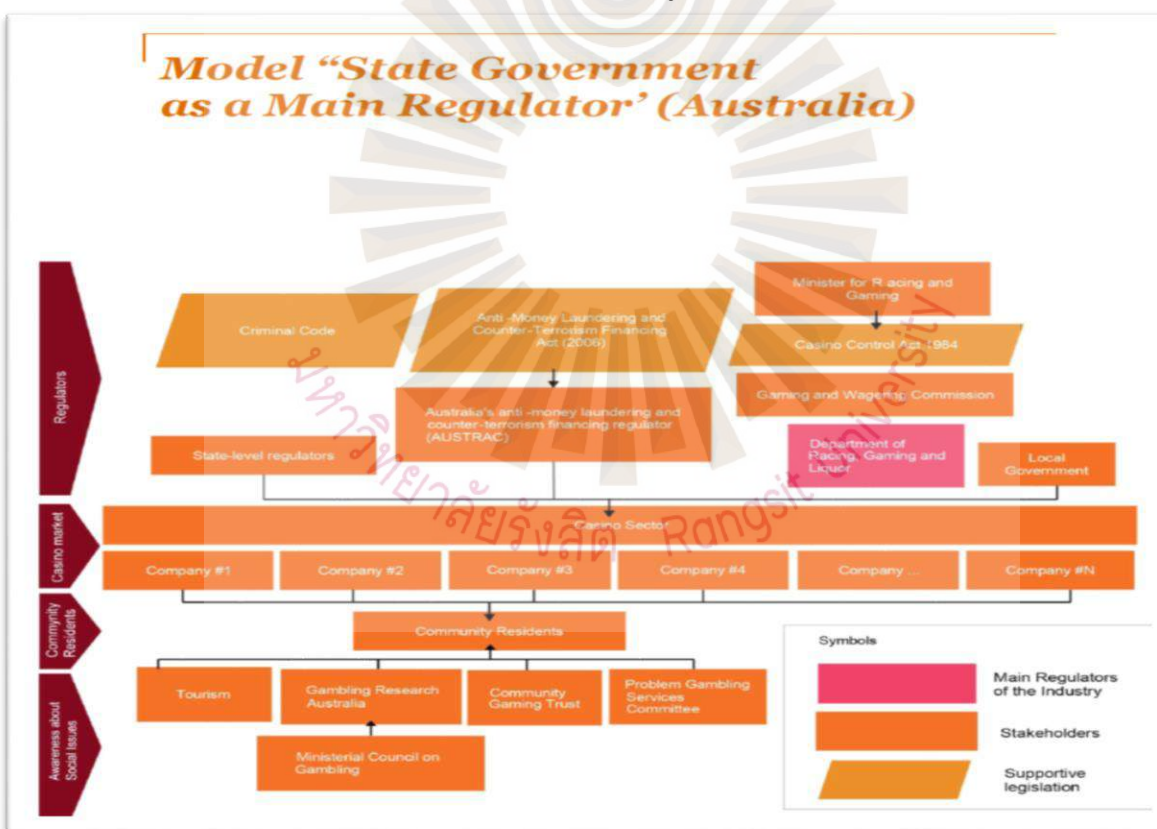 Model “State Government
as a Main Regulator’ (Australia)
Regulators
Criminal Code
Anti -Money Laundering and
Counter-Terrorism Financing
Act (2006)
Minister for R acing and
Gaming
Casino Control Act 1984
Gaming and Wagering Commission
Australia's anti -money laundering and
counter-terrorism financing regulator
(AUSTRAC)
State-level regulators
Department of
Racing, Gaming and
Liquor
Local
Government
Casino market
Casino Sector
Company #1
Company #2
Company #3
Company #4
Company ...
Company #N
Commynity
Residents
Community Residents
Awareness about
Social Issues
Tourism
Gambling Research
Australia
Community
Gaming Trust
Problem Gambling
Services
Committee
Ministerial Council on
Gambling
Symbols
Main Regulators
of the Industry
Stakeholders
Supportive
legislation
มหาวิทยาลัยรังสิต Rangsit University